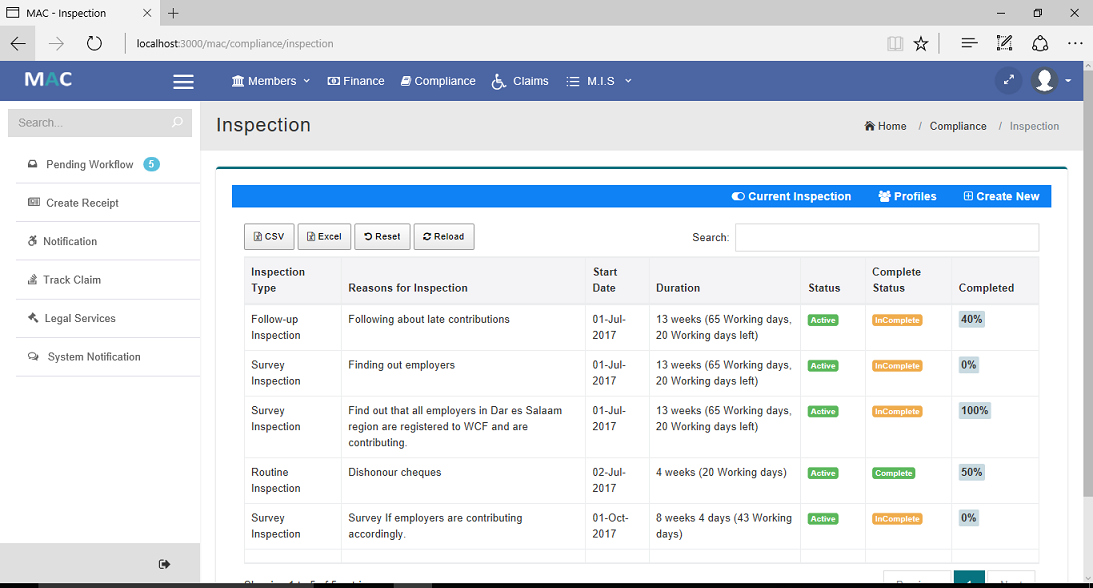 MAC - Inspection
localhost:3000/mac/compliance/inspection
MAC
Members
Finance
Compliance
Claims
M.I.S
Search...
Inspection
Home / Compliance / Inspection
Pending Workflow 5
Create Receipt
Notification
Track Claim
Legal Services
System Notification
Current Inspection
Profiles
Create New
CSV
Excel
Reset
Reload
Search:
Inspection
Type
Reasons for Inspection
Start
Date
Duration
Status
Complete
Status
Completed
Follow-up
Inspection
Following about late contributions
01-Jul-
2017
13 weeks (65 Working days,
20 Working days left)
Active
InComplete
40%
Survey
Inspection
Finding out employers
01-Jul-
2017
13 weeks (65 Working days,
20 Working days left)
Active
InComplete
0%
Survey
Inspection
Find out that all employers in Dar es Salaam
region are registered to WCF and are
contributing.
01-Jul-
2017
13 weeks (65 Working days,
20 Working days left)
Active
InComplete
100%
Routine
Inspection
Dishonour cheques
02-Jul-
2017
4 weeks (20 Working days)
Active
Complete
50%
Survey
Inspection
Survey If employers are contributing
accordingly.
01-Oct-
2017
8 weeks 4 days (43 Working
days)
Active
InComplete
0%